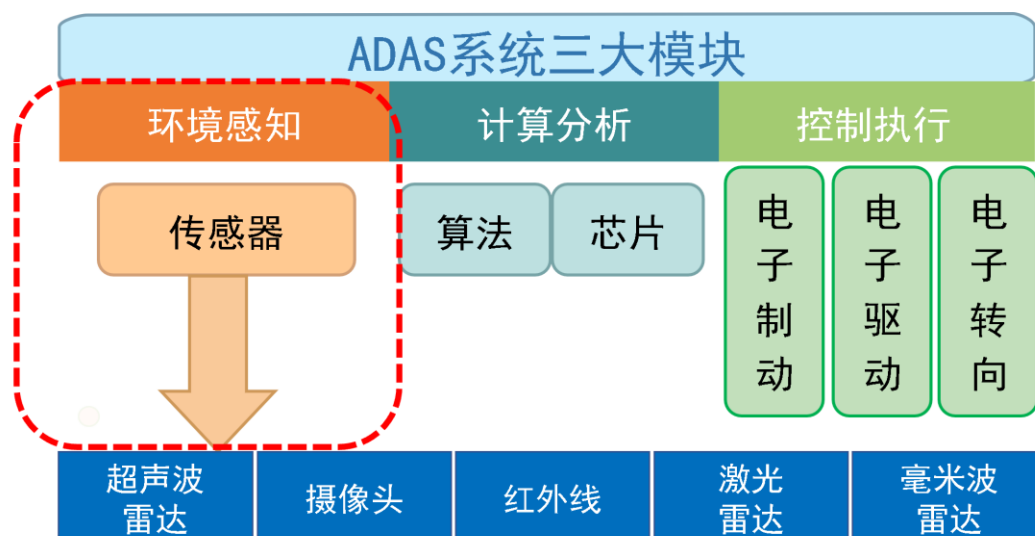 ADAS系统三大模块
环境感知
计算分析
控制执行
传感器
算法
芯片
电子制动
电子驱动
电子转向
超声波
雷达
摄像头
红外线
激光
雷达
毫米波
雷达